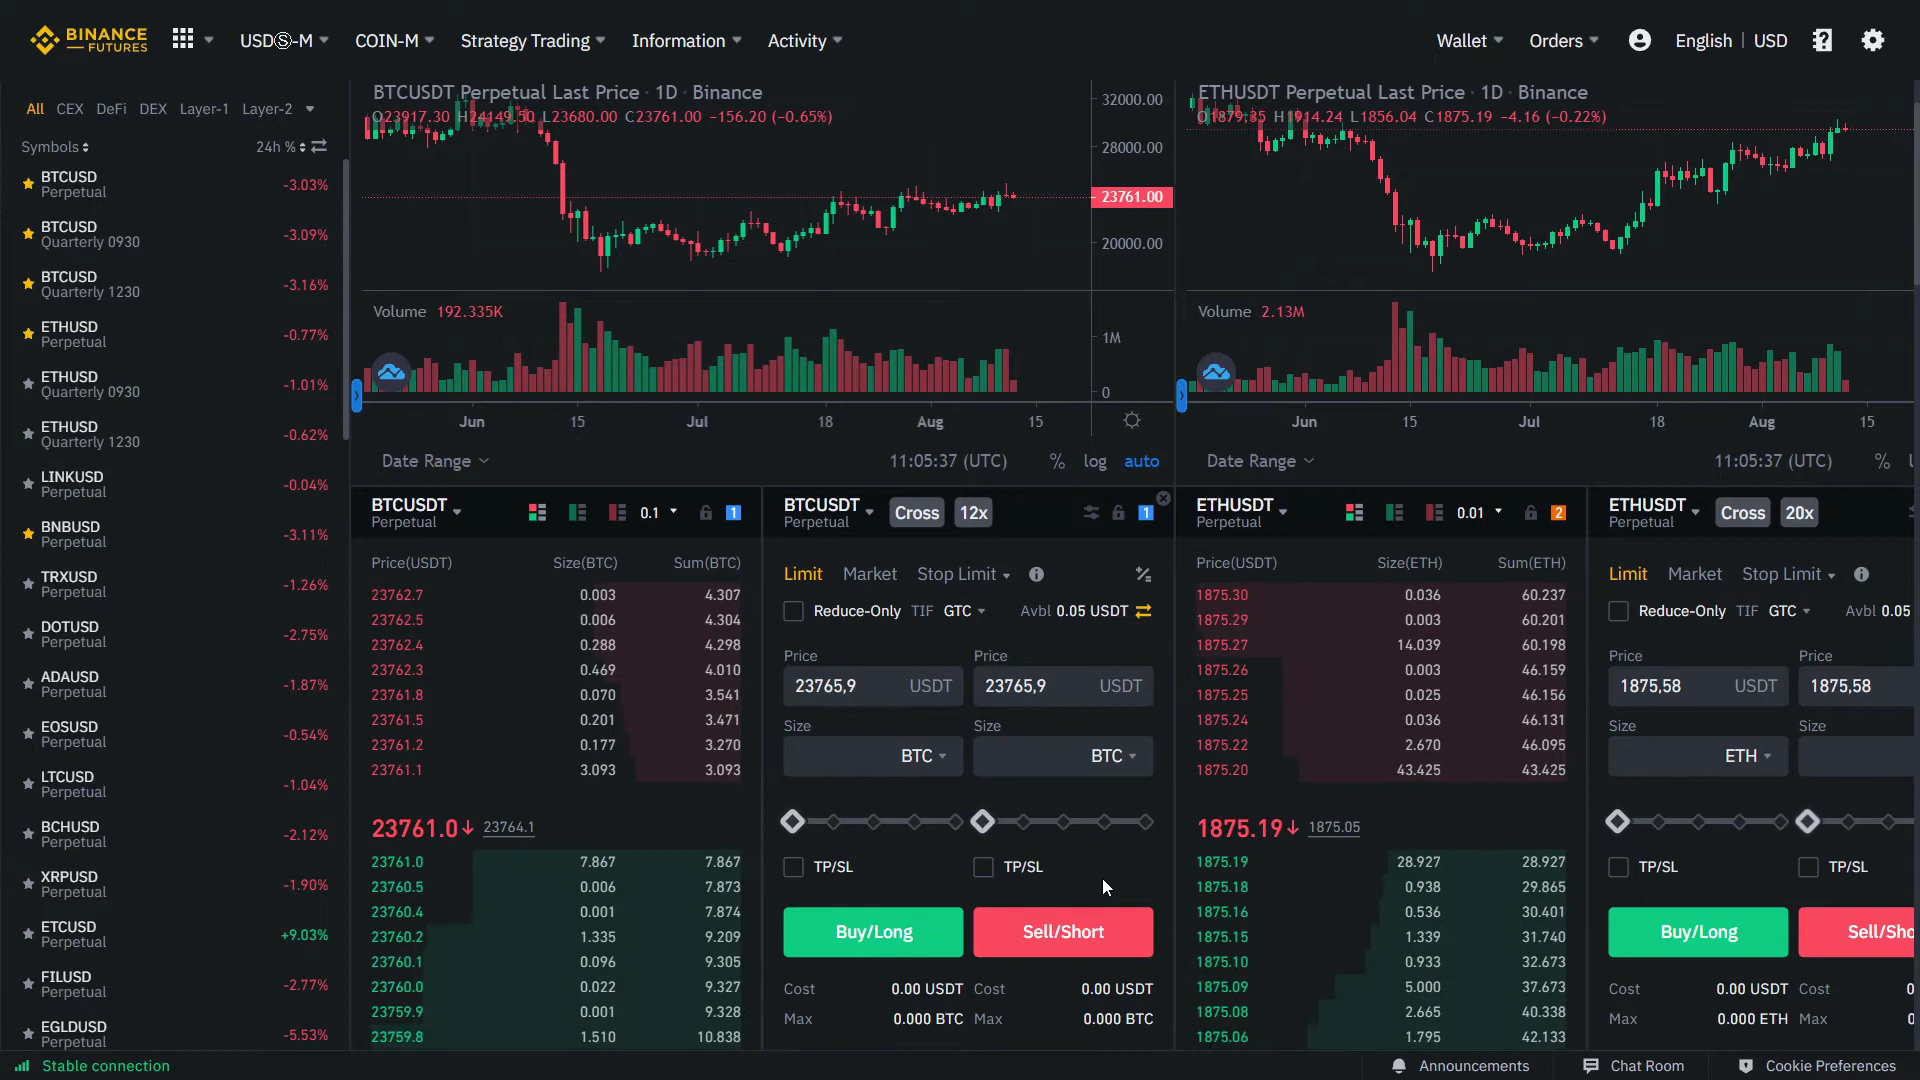 BINANCE
FUTURES
USDⓈ-M
COIN-M
Strategy Trading
Information
Activity
Wallet
Orders
English | USD
All CEX DeFi DEX Layer-1 Layer-2
Symbols 24h %
BTCUSD
Perpetual
-3.03%
BTCUSD
Quarterly 0930
-3.09%
BTCUSD
Quarterly 1230
-3.16%
ETHUSD
Perpetual
-0.77%
ETHUSD
Quarterly 0930
-1.01%
ETHUSD
Quarterly 1230
-0.62%
LINKUSD
Perpetual
-0.04%
BNBUSD
Perpetual
-3.11%
TRXUSD
Perpetual
-1.26%
DOTUSD
Perpetual
-2.75%
ADAUSD
Perpetual
-1.87%
EOSUSD
Perpetual
-0.54%
LTCUSD
Perpetual
-1.04%
BCHUSD
Perpetual
-2.12%
XRPUSD
Perpetual
-1.90%
ETCUSD
Perpetual
+9.03%
FILUSD
Perpetual
-2.77%
EGLDUSD
Perpetual
-5.53%
BTCUSDT Perpetual Last Price · 1D · Binance
O23917.30 H24149.50 L23680.00 C23761.00 −156.20 (−0.65%)
32000.00
28000.00
23761.00
20000.00
Volume 192.335K
1M
0
Jun 15 Jul 18 Aug 15
Date Range 11:05:37 (UTC) % log auto
ETHUSDT Perpetual Last Price · 1D · Binance
O1879.35 H1914.24 L1856.04 C1875.19 −4.16 (−0.22%)
Volume 2.13M
Jun 15 Jul 18 Aug 15
Date Range 11:05:37 (UTC) %
BTCUSDT
Perpetual
0.1 1
Price(USDT) Size(BTC) Sum(BTC)
23762.7 0.003 4.307
23762.5 0.006 4.304
23762.4 0.288 4.298
23762.3 0.469 4.010
23761.8 0.070 3.541
23761.5 0.201 3.471
23761.2 0.177 3.270
23761.1 3.093 3.093
23761.0↓ 23764.1
23761.0 7.867 7.867
23760.5 0.006 7.873
23760.4 0.001 7.874
23760.2 1.335 9.209
23760.1 0.096 9.305
23760.0 0.022 9.327
23759.9 0.001 9.328
23759.8 1.510 10.838
BTCUSDT
Perpetual
Cross 12x 1
Limit Market Stop Limit
Reduce-Only TIF GTC Avbl 0.05 USDT
Price Price
23765,9 USDT 23765,9 USDT
Size Size
BTC BTC
TP/SL TP/SL
Buy/Long Sell/Short
Cost 0.00 USDT Cost 0.00 USDT
Max 0.000 BTC Max 0.000 BTC
ETHUSDT
Perpetual
0.01 2
Price(USDT) Size(ETH) Sum(ETH)
1875.30 0.036 60.237
1875.29 0.003 60.201
1875.27 14.039 60.198
1875.26 0.003 46.159
1875.25 0.025 46.156
1875.24 0.036 46.131
1875.22 2.670 46.095
1875.20 43.425 43.425
1875.19↓ 1875.05
1875.19 28.927 28.927
1875.18 0.938 29.865
1875.16 0.536 30.401
1875.15 1.339 31.740
1875.10 0.933 32.673
1875.09 5.000 37.673
1875.08 2.665 40.338
1875.06 1.795 42.133
ETHUSDT
Perpetual
Cross 20x
Limit Market Stop Limit
Reduce-Only TIF GTC Avbl 0.05
Price Price
1875,58 USDT 1875,58
Size Size
ETH
TP/SL TP/SL
Buy/Long Sell/Sho
Cost 0.00 USDT Cost 0
Max 0.000 ETH Max 0
Stable connection
Announcements
Chat Room
Cookie Preferences